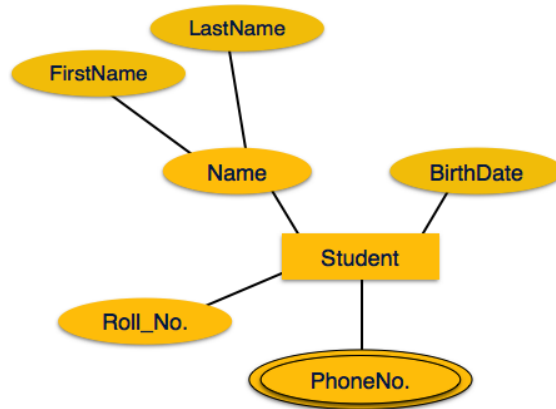 LastName
FirstName
Name
BirthDate
Student
Roll_No.
PhoneNo.